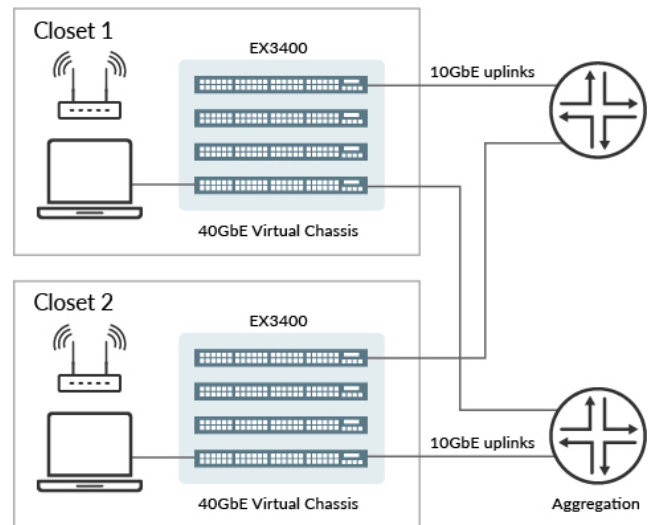 Closet 1
EX3400
10GbE uplinks
40GbE Virtual Chassis
Closet 2
EX3400
10GbE uplinks
40GbE Virtual Chassis
Aggregation